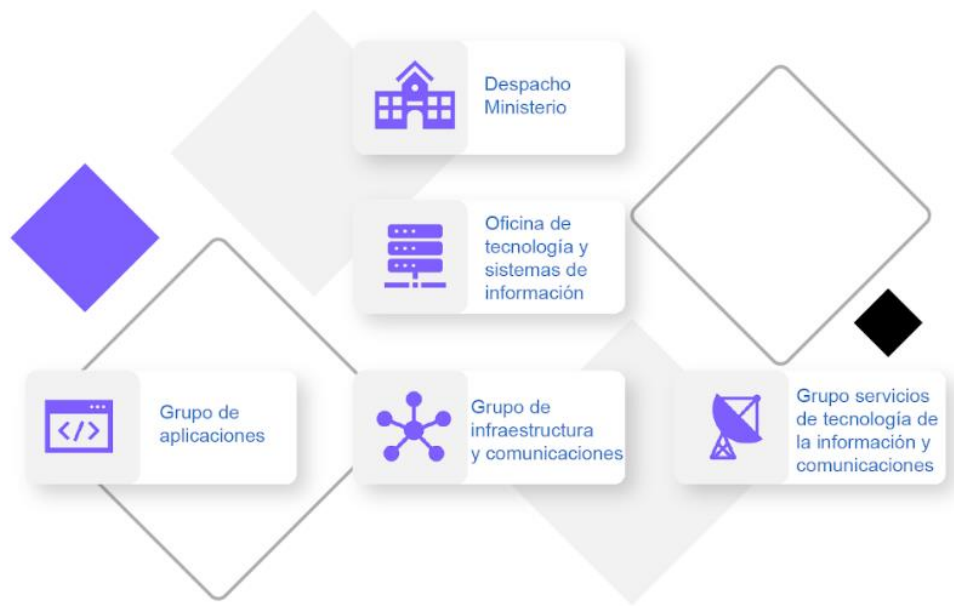 Despacho
Ministerio
Oficina de
tecnología y
sistemas de
información
Grupo de
aplicaciones
</>
Grupo de
infraestructura
y comunicaciones
Grupo servicios
de tecnología de
la información y
comunicaciones